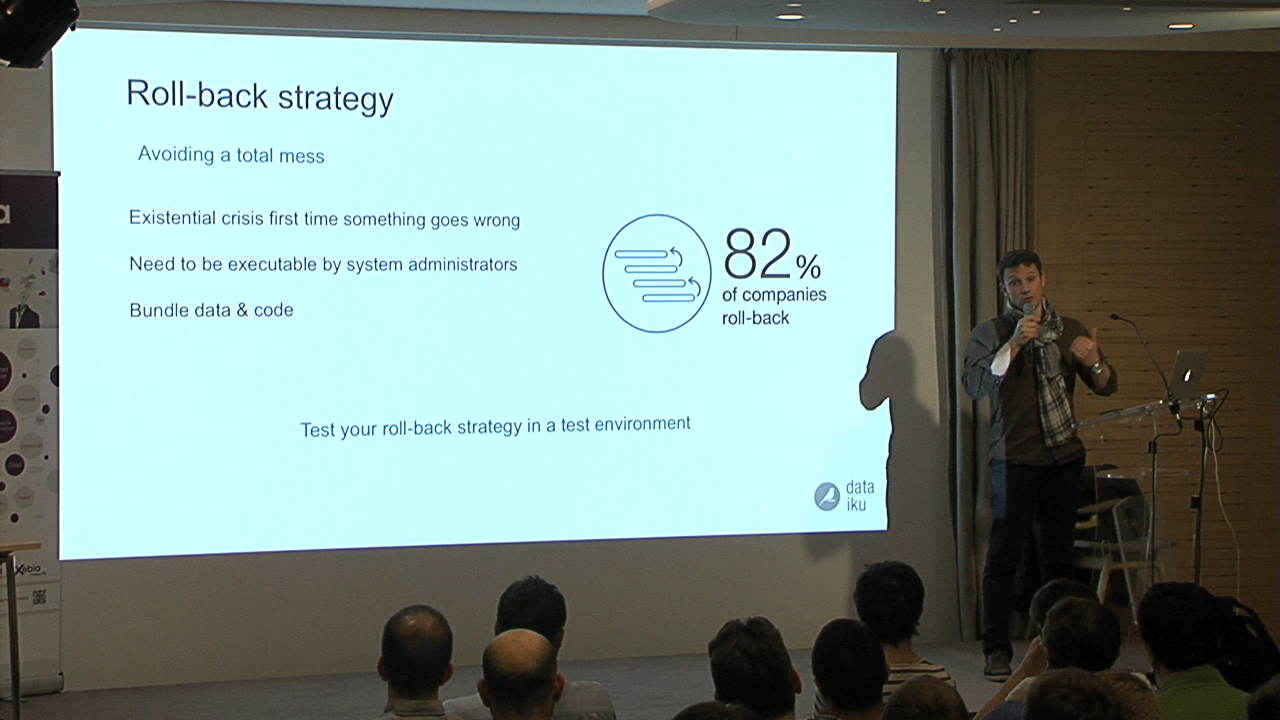 Roll-back strategy
Avoiding a total mess
Existential crisis first time something goes wrong
Need to be executable by system administrators
Bundle data & code
82%
of companies
roll-back
Test your roll-back strategy in a test environment
data
iku
a
Xebia